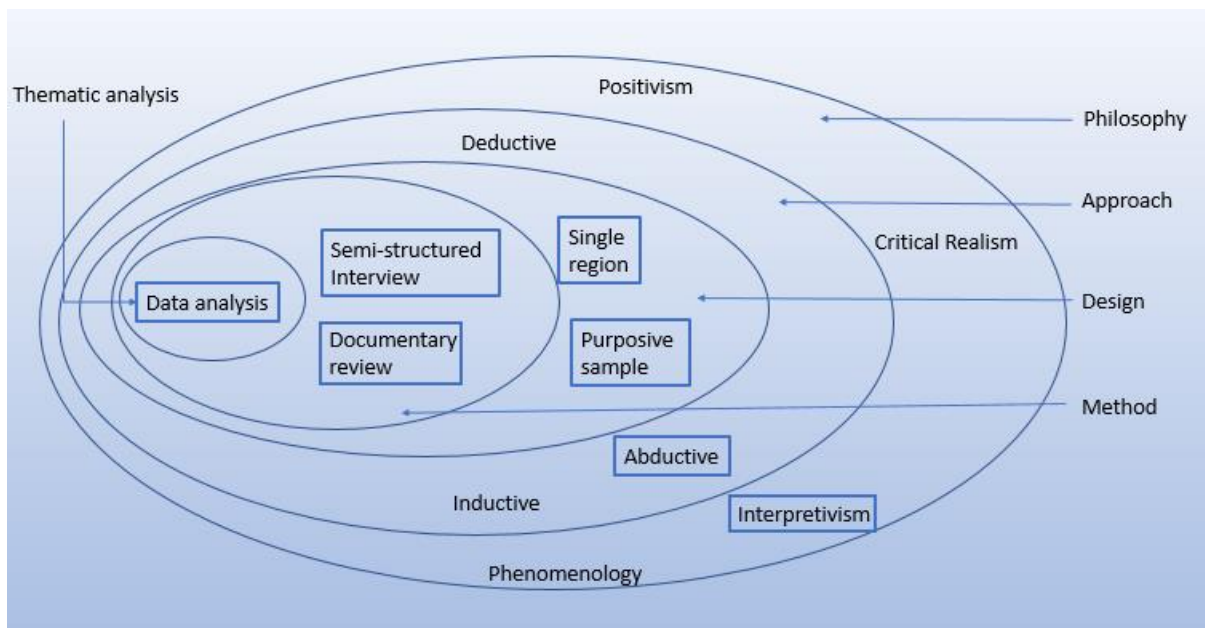 Positivism
Thematic analysis
Philosophy
Deductive
Approach
Single
region
Semi-structured
Interview
Critical Realism
Data analysis
Design
Documentary
review
Purposive
sample
Method
Abductive
Inductive
Interpretivism
Phenomenology